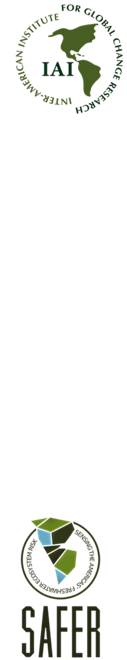 INTER-AMERICAN INSTITUTE FOR GLOBAL CHANGE RESEARCH
IAI
SENSING THE AMERICAS' FRESHWATER ECOSYSTEM RISK
SAFER